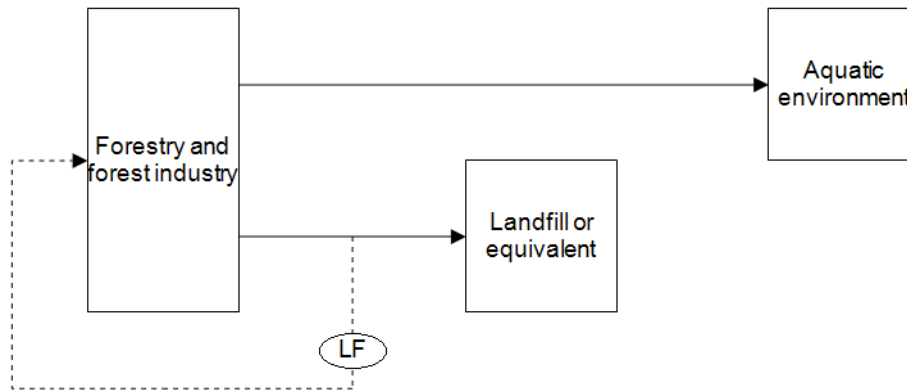 Aquatic
environment
Forestry and
forest industry
Landfill or
equivalent
LF